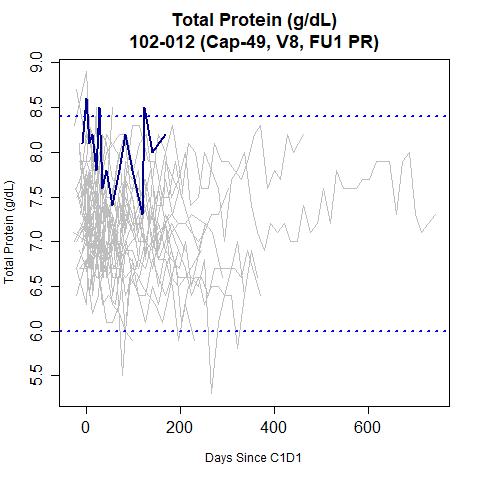 Total Protein (g/dL)
102-012 (Cap-49, V8, FU1 PR)
Total Protein (g/dL)
9.0
8.5
8.0
7.5
7.0
6.5
6.0
5.5
0 200 400 600
Days Since C1D1